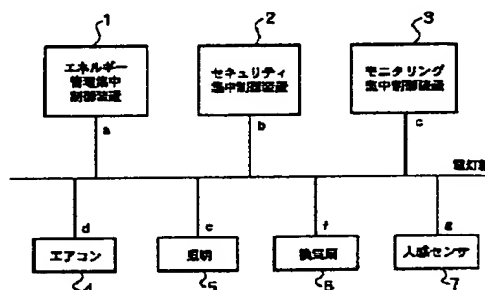 1
2
3
エネルギー
管理集中
制御装置
セキュリティ
集中制御装置
モニタリング
集中制御装置
a
b
c
電灯線
d
e
f
g
エアコン
照明
換気扇
人感センサ
4
5
6
7